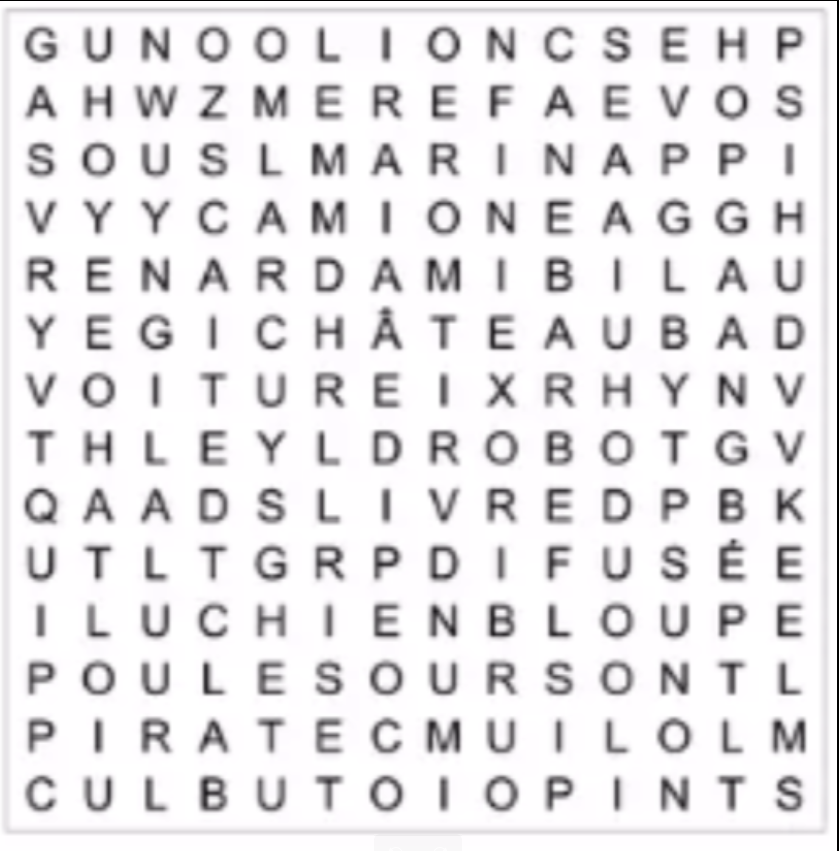 G U N O O L I O N C S E H P
A H W Z M E R E F A E V O S
S O U S L M A R I N A P P I
V Y Y C A M I O N E A G G H
R E N A R D A M I B I L A U
Y E G I C H Â T E A U B A D
V O I T U R E I X R H Y N V
T H L E Y L D R O B O T G V
Q A A D S L I V R E D P B K
U T L T G R P D I F U S É E
I L U C H I E N B L O U P E
P O U L E S O U R S O N T L
P I R A T E C M U I L O L M
C U L B U T O I O P I N T S